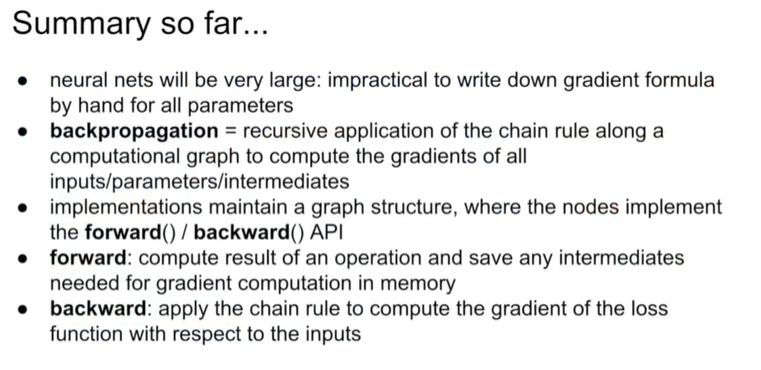 Summary so far...
● neural nets will be very large: impractical to write down gradient formula
by hand for all parameters
● backpropagation = recursive application of the chain rule along a
computational graph to compute the gradients of all
inputs/parameters/intermediates
● implementations maintain a graph structure, where the nodes implement
the forward() / backward() API
● forward: compute result of an operation and save any intermediates
needed for gradient computation in memory
● backward: apply the chain rule to compute the gradient of the loss
function with respect to the inputs